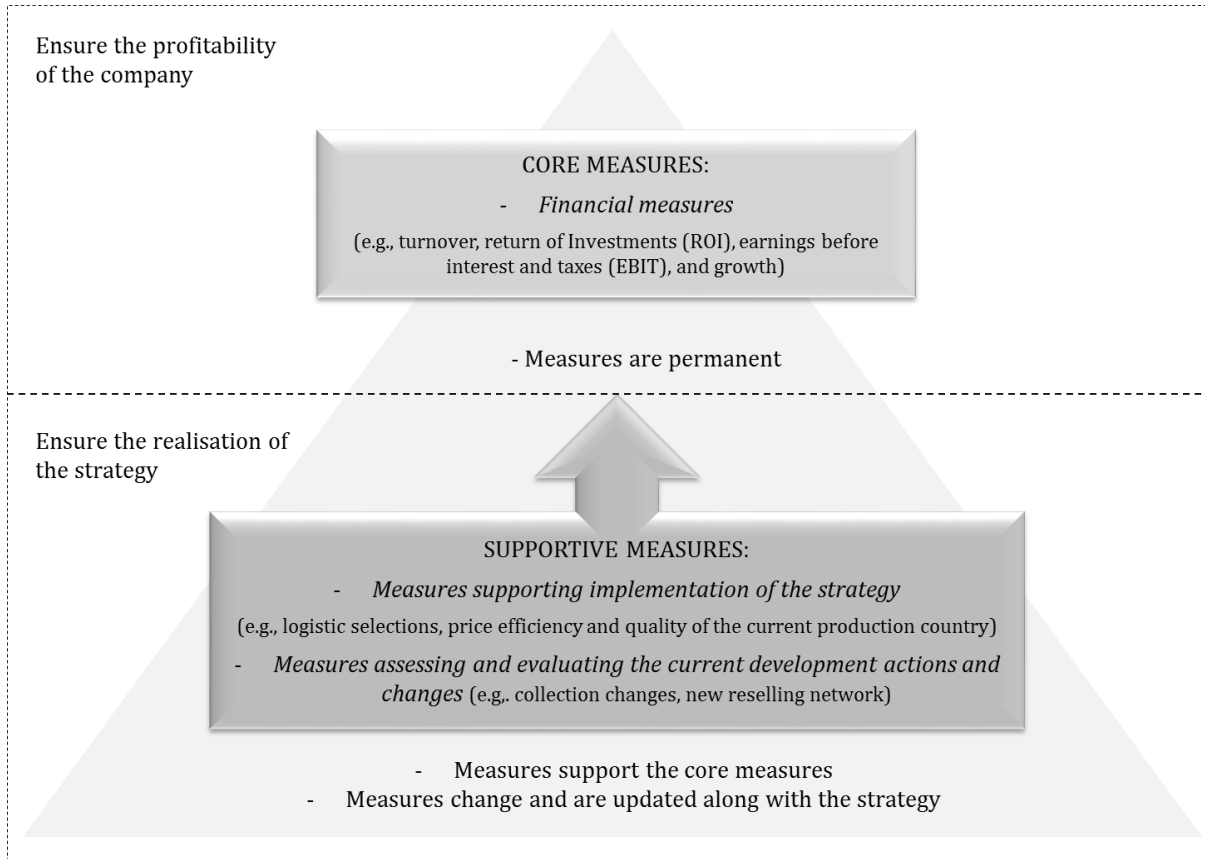 Ensure the profitability
of the company
CORE MEASURES:
- Financial measures
(e.g., turnover, return of Investments (ROI), earnings before
interest and taxes (EBIT), and growth)
- Measures are permanent
Ensure the realisation of
the strategy
SUPPORTIVE MEASURES:
- Measures supporting implementation of the strategy
(e.g., logistic selections, price efficiency and quality of the current production country)
- Measures assessing and evaluating the current development actions and
changes (e.g,. collection changes, new reselling network)
- Measures support the core measures
- Measures change and are updated along with the strategy